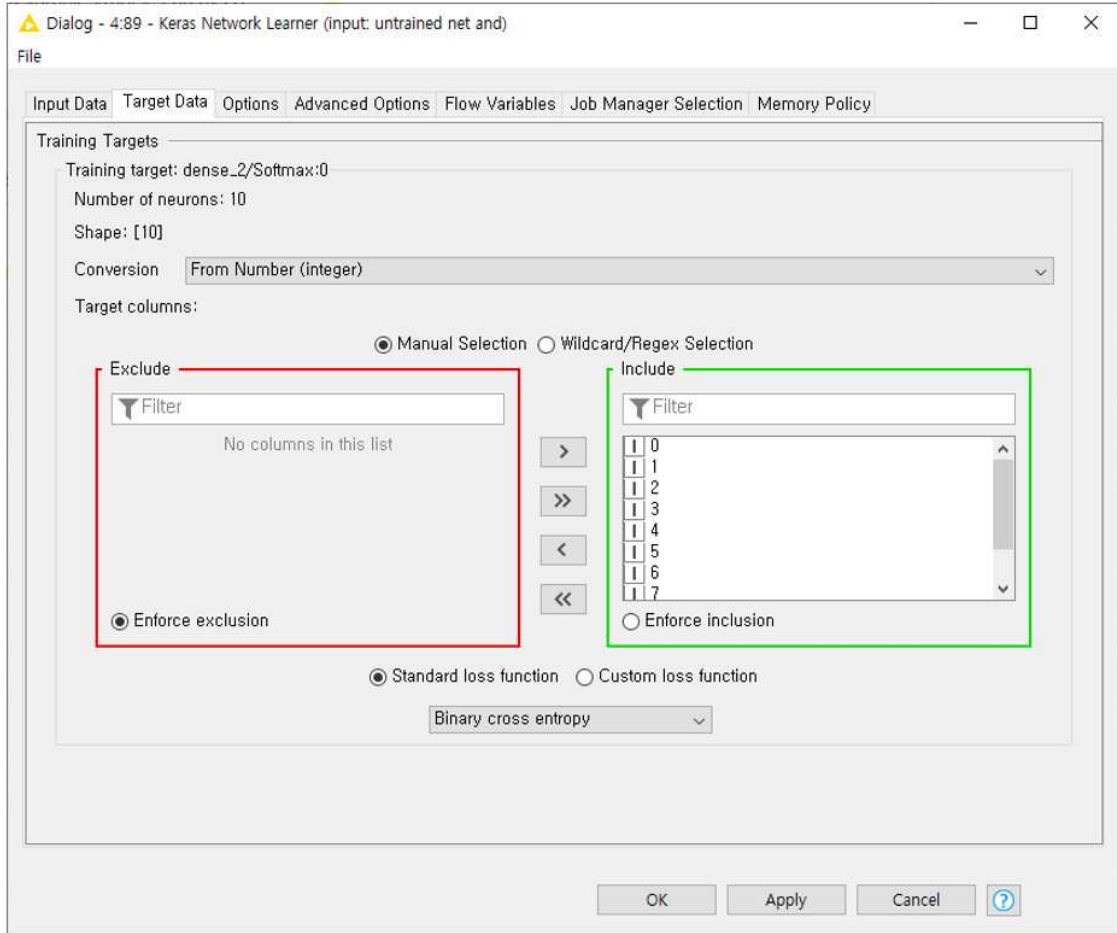 Dialog - 4:89 - Keras Network Learner (input: untrained net and)
File
Input Data Target Data Options Advanced Options Flow Variables Job Manager Selection Memory Policy
Training Targets
Training target: dense_2/Softmax:0
Number of neurons: 10
Shape: [10]
Conversion From Number (integer)
Target columns:
Manual Selection Wildcard/Regex Selection
Exclude Include
Filter Filter
No columns in this list
I 0
I 1
I 2
I 3
I 4
I 5
I 6
I 7
> 
>>
<
<<
Enforce exclusion Enforce inclusion
Standard loss function Custom loss function
Binary cross entropy
OK Apply Cancel ?